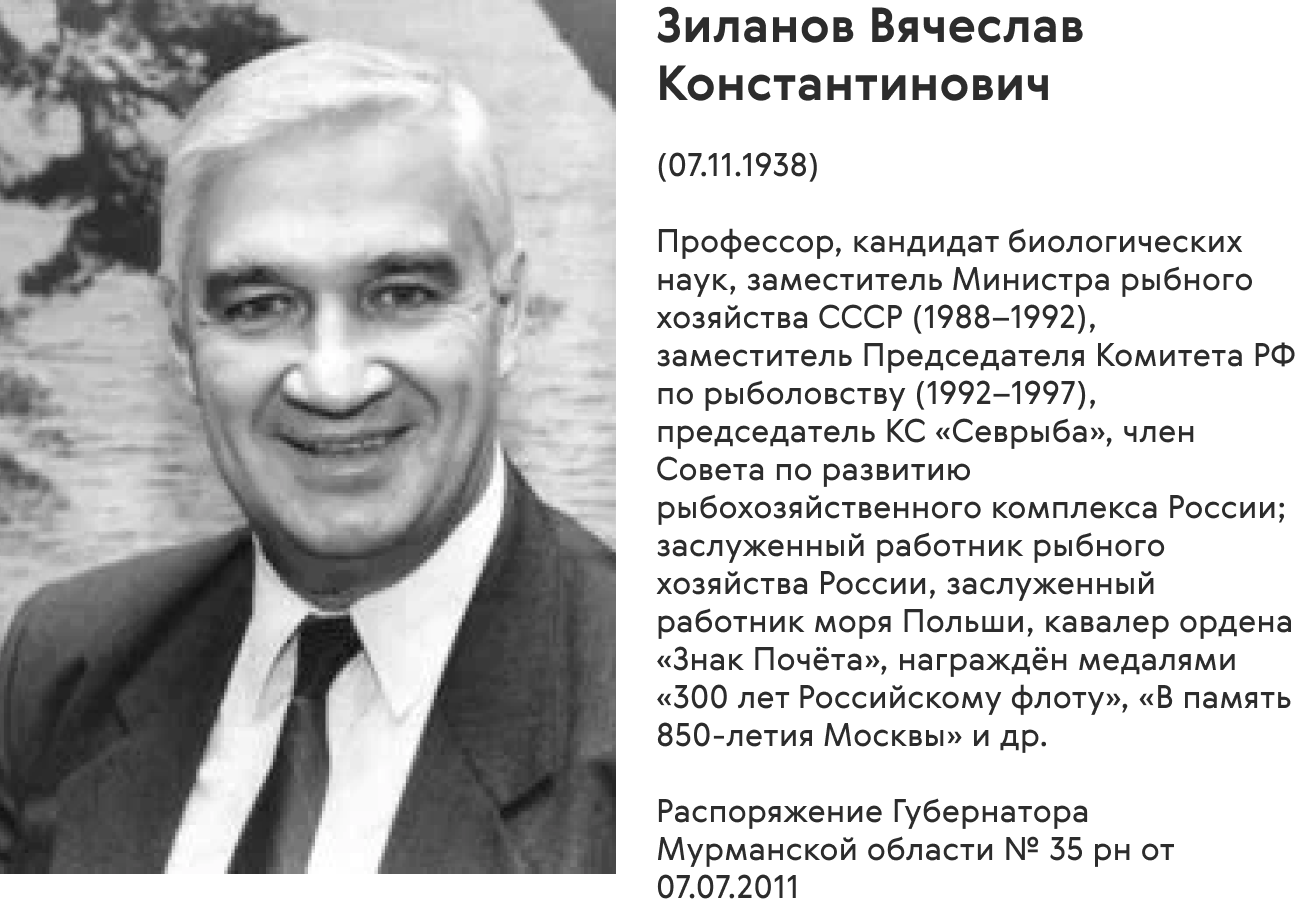 Зиланов Вячеслав
Константинович
(07.11.1938)
Профессор, кандидат биологических
наук, заместитель Министра рыбного
хозяйства СССР (1988–1992),
заместитель Председателя Комитета РФ
по рыболовству (1992–1997),
председатель КС «Севрыба», член
Совета по развитию
рыбохозяйственного комплекса России;
заслуженный работник рыбного
хозяйства России, заслуженный
работник моря Польши, кавалер ордена
«Знак Почёта», награждён медалями
«300 лет Российскому флоту», «В память
850-летия Москвы» и др.
Распоряжение Губернатора
Мурманской области № 35 рн от
07.07.2011